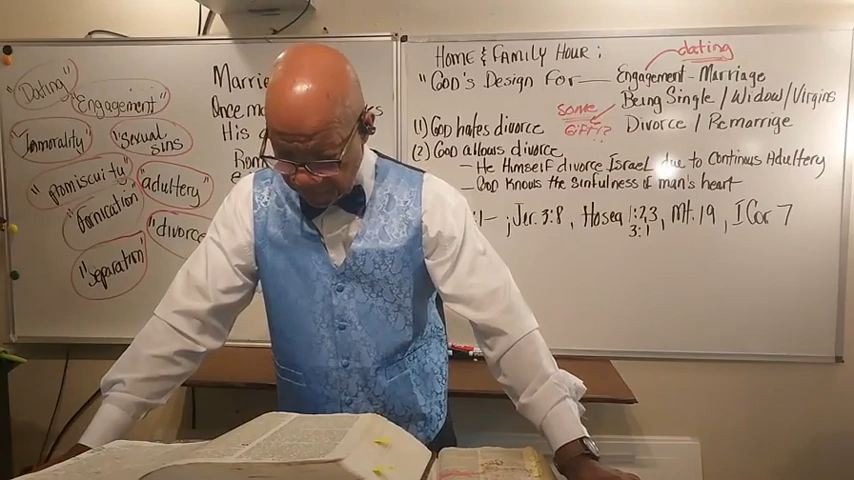 "Dating"
"Engagement"
"Immorality"
"Sexual
sins"
"Promiscuity"
"adultery"
"Fornication"
"divorce"
"Separation"
Marri
Once m
His
Rom
Home & Family Hour:
dating
"God's Design For—
Engagement - Marriage
Being Single/Widow/Virgins
Divorce/Remarriage
Some
Gift??
(1) God hates divorce
(2) God allows divorce
– He Himself divorce Israel due to Continuous Adultery
– God knows the sinfulness of man's heart
1–, Jer. 3:8, Hosea 1:2,3, Mt. 19, I Cor 7
3:1